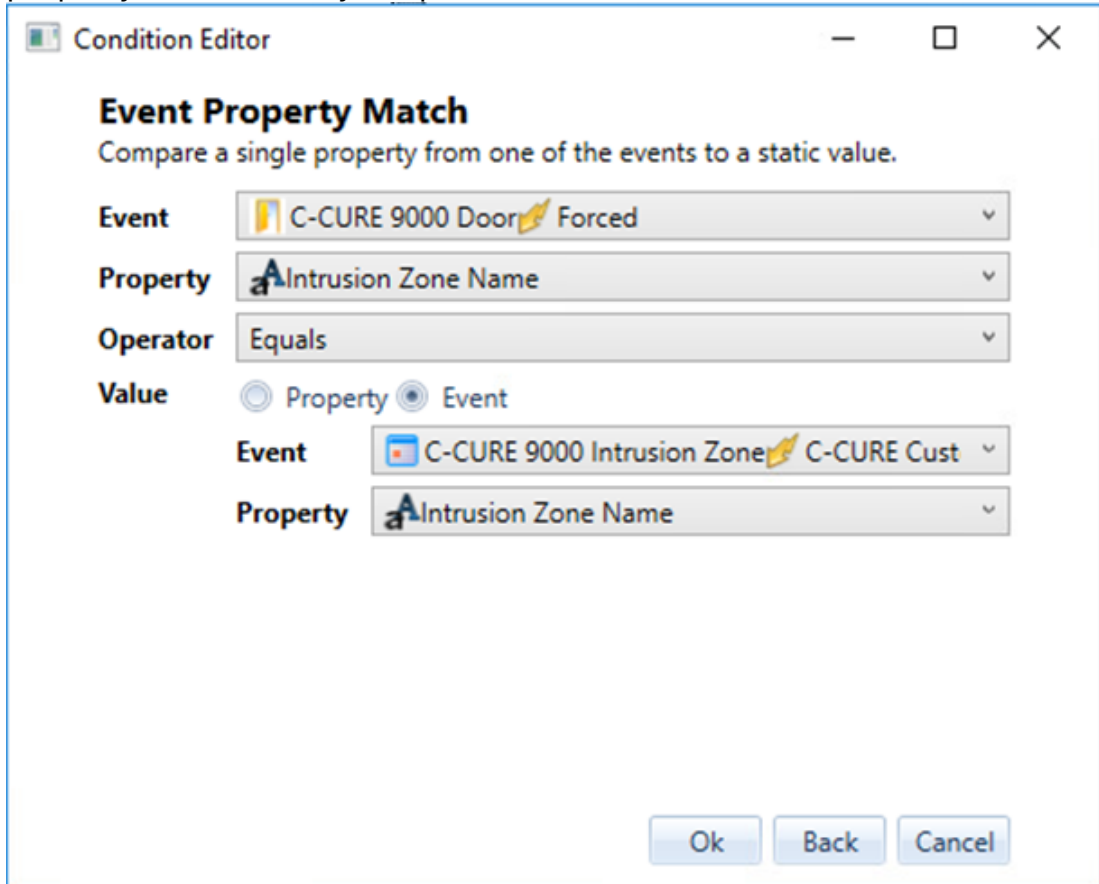 Condition Editor
Event Property Match
Compare a single property from one of the events to a static value.
Event C-CURE 9000 Door Forced
Property Intrusion Zone Name
Operator Equals
Value Property Event
Event C-CURE 9000 Intrusion Zone C-CURE Cust
Property Intrusion Zone Name
Ok Back Cancel